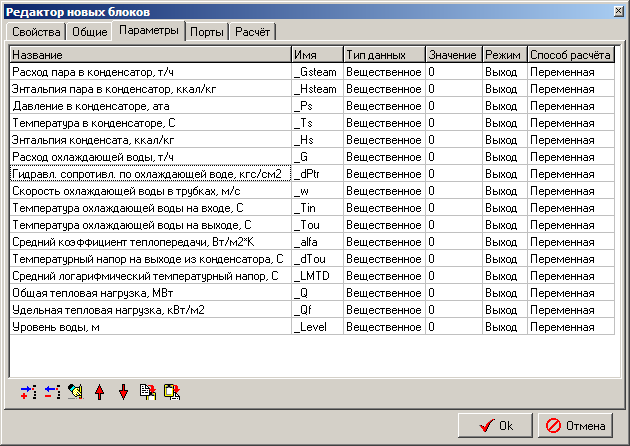 Редактор новых блоков
Свойства Общие Параметры Порты Расчёт
Название Имя Тип данных Значение Режим Способ расчёта
Расход пара в конденсатор, т/ч _Gsteam Вещественное 0 Выход Переменная
Энтальпия пара в конденсатор, ккал/кг _Hsteam Вещественное 0 Выход Переменная
Давление в конденсаторе, ата _Ps Вещественное 0 Выход Переменная
Температура в конденсаторе, С _Ts Вещественное 0 Выход Переменная
Энтальпия конденсата, ккал/кг _Hs Вещественное 0 Выход Переменная
Расход охлаждающей воды, т/ч _G Вещественное 0 Выход Переменная
Гидравл. сопротивл. по охлаждающей воде, кгс/см2 _dPtr Вещественное 0 Выход Переменная
Скорость охлаждающей воды в трубках, м/с _w Вещественное 0 Выход Переменная
Температура охлаждающей воды на входе, С _Tin Вещественное 0 Выход Переменная
Температура охлаждающей воды на выходе, С _Tou Вещественное 0 Выход Переменная
Средний коэффициент теплопередачи, Вт/м2*К _alfa Вещественное 0 Выход Переменная
Температурный напор на выходе из конденсатора, С _dTou Вещественное 0 Выход Переменная
Средний логарифмический температурный напор, С _LMTD Вещественное 0 Выход Переменная
Общая тепловая нагрузка, МВт _Q Вещественное 0 Выход Переменная
Удельная тепловая нагрузка, кВт/м2 _Qf Вещественное 0 Выход Переменная
Уровень воды, м _Level Вещественное 0 Выход Переменная
Ok Отмена